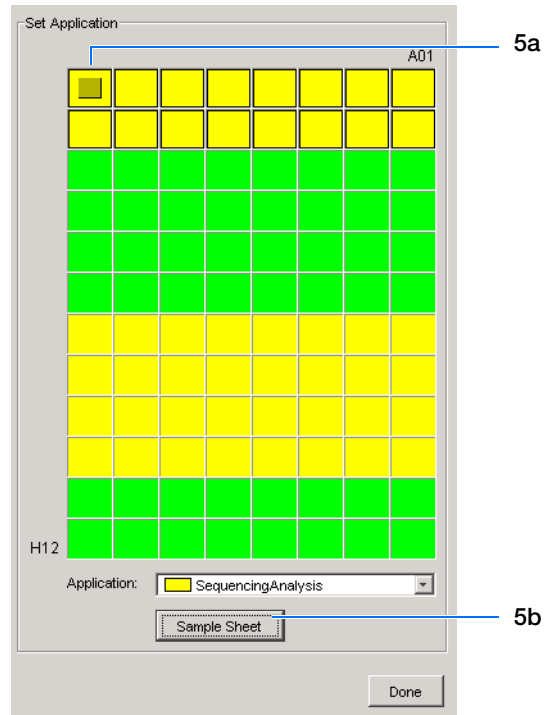 Set Application
5a
A01
H12
Application: SequencingAnalysis
Sample Sheet
5b
Done